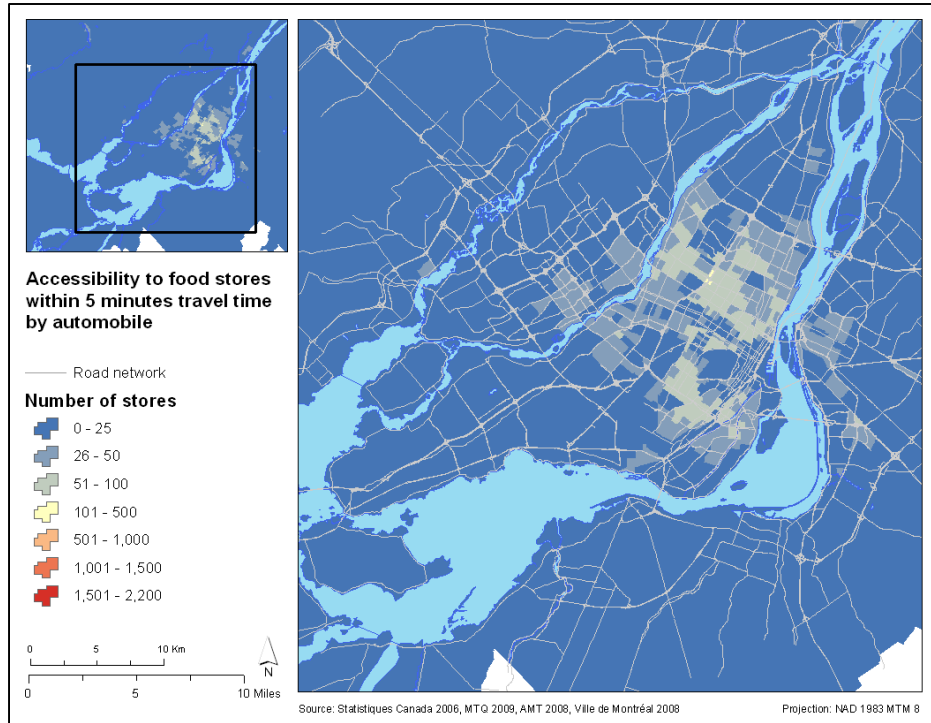 Accessibility to food stores
within 5 minutes travel time
by automobile
Road network
Number of stores
0 - 25
26 - 50
51 - 100
101 - 500
501 - 1,000
1,001 - 1,500
1,501 - 2,200
0 5 10 Km
N
0 5 10 Miles
Source: Statistiques Canada 2006, MTQ 2009, AMT 2008, Ville de Montréal 2008
Projection: NAD 1983 MTM 8